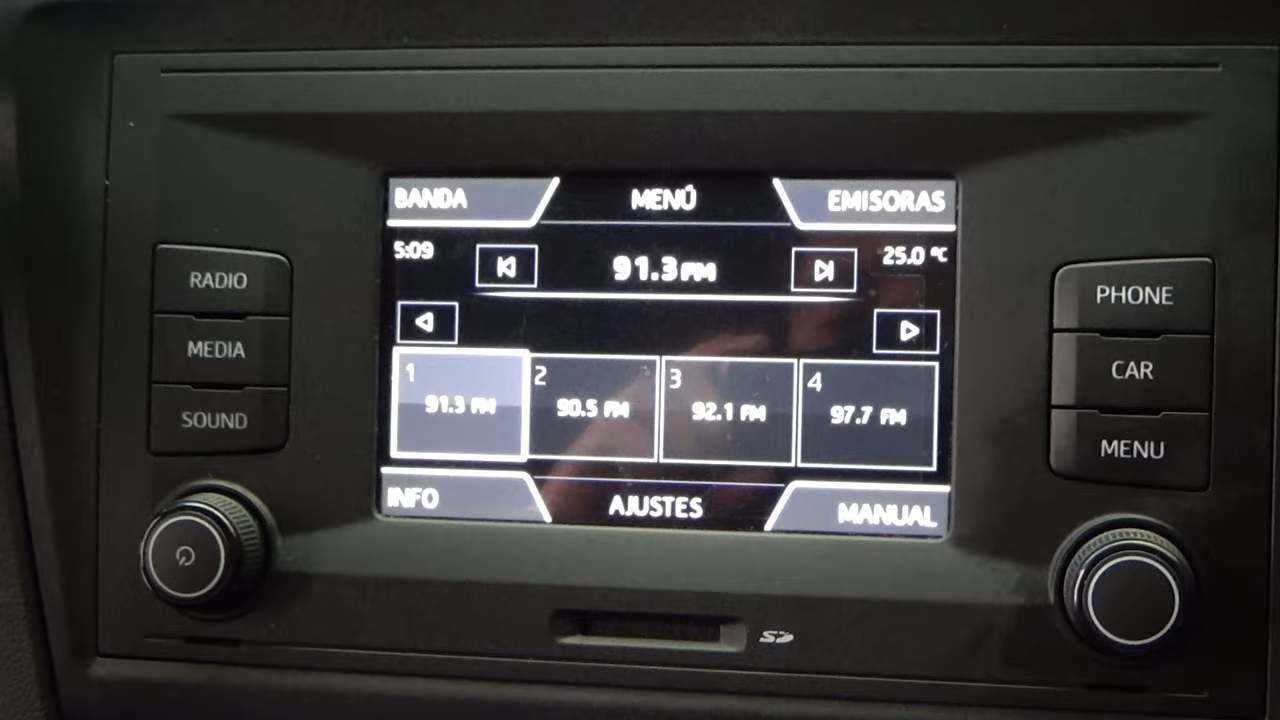 BANDA MENÚ EMISORAS
5:09 91.3 FM 25.0 °C
1 2 3 4
91.3 FM 90.5 FM 92.1 FM 97.7 FM
INFO AJUSTES MANUAL
RADIO
MEDIA
SOUND
PHONE
CAR
MENU
SD